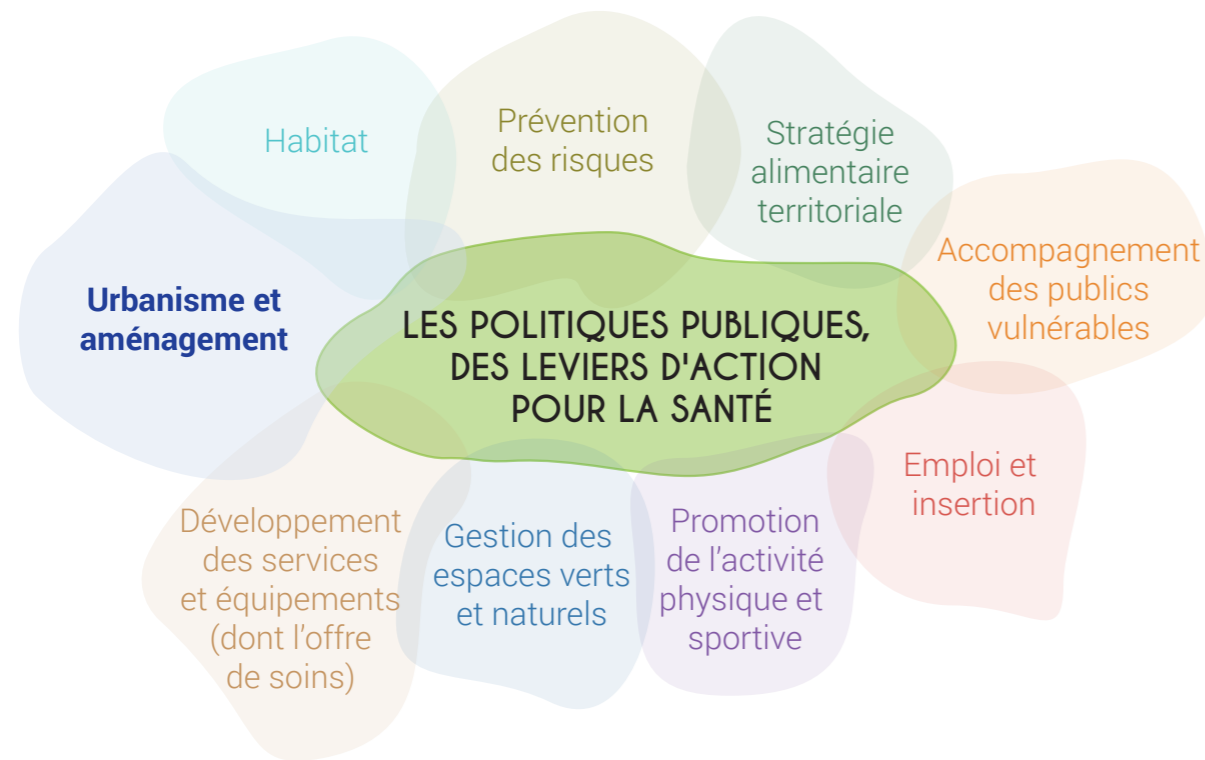 Habitat
Prévention
des risques
Stratégie
alimentaire
territoriale
Accompagnement
des publics
vulnérables
Urbanisme et
aménagement
LES POLITIQUES PUBLIQUES,
DES LEVIERS D'ACTION
POUR LA SANTÉ
Emploi et
insertion
Développement
des services
et équipements
(dont l'offre
de soins)
Gestion des
espaces verts
et naturels
Promotion
de l'activité
physique et
sportive